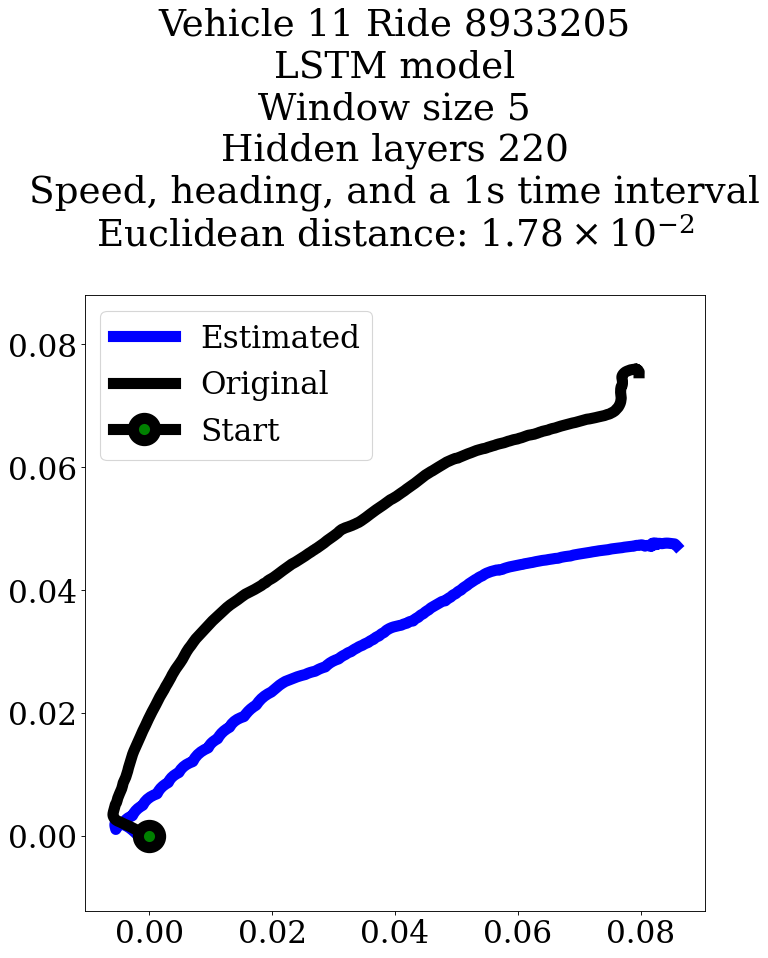 Vehicle 11 Ride 8933205
LSTM model
Window size 5
Hidden layers 220
Speed, heading, and a 1s time interval
Euclidean distance: 1.78 × 10⁻²
Estimated
Original
Start
0.08
0.06
0.04
0.02
0.00
0.00 0.02 0.04 0.06 0.08